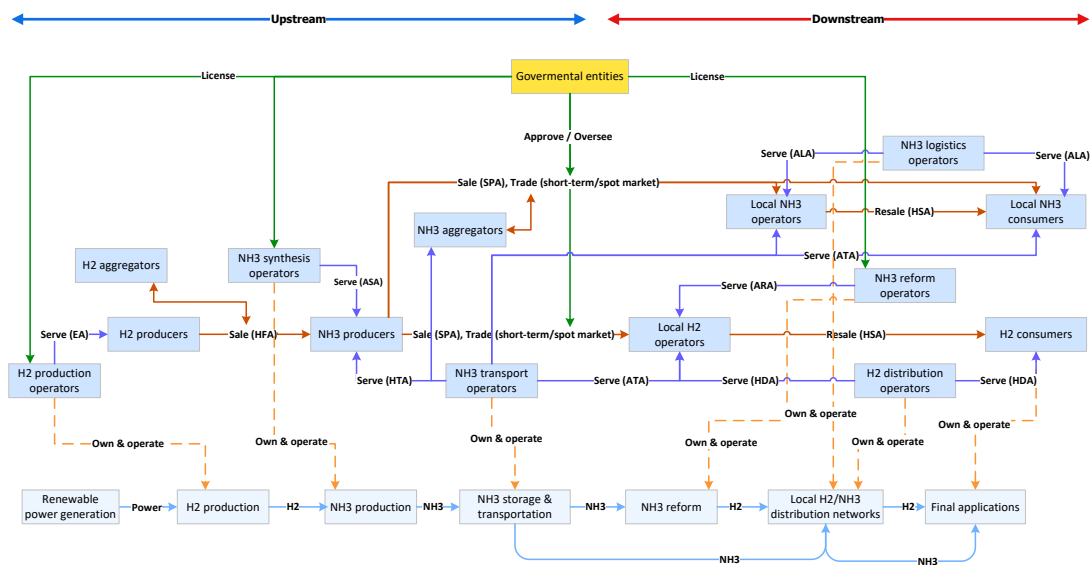 Upstream
Downstream
License
Govermental entities
License
Approve / Oversee
NH3 logistics
operators
Serve (ALA)
Serve (ALA)
Sale (SPA), Trade (short-term/spot market)
Local NH3
operators
Resale (HSA)
Local NH3
consumers
NH3 aggregators
H2 aggregators
NH3 synthesis
operators
Serve (ASA)
Serve (ATA)
Serve (ARA)
NH3 reform
operators
Serve (EA)
H2 producers
Sale (HFA)
NH3 producers
Sale (SPA), Trade (short-term/spot market)
Local H2
operators
Resale (HSA)
H2 consumers
H2 production
operators
Serve (HTA)
NH3 transport
operators
Serve (ATA)
Serve (HDA)
H2 distribution
operators
Serve (HDA)
Own & operate
Own & operate
Own & operate
Own & operate
Own & operate
Own & operate
Renewable
power generation
Power
H2 production
H2
NH3 production
NH3
NH3 storage &
transportation
NH3
NH3 reform
H2
Local H2/NH3
distribution networks
H2
Final applications
NH3
NH3